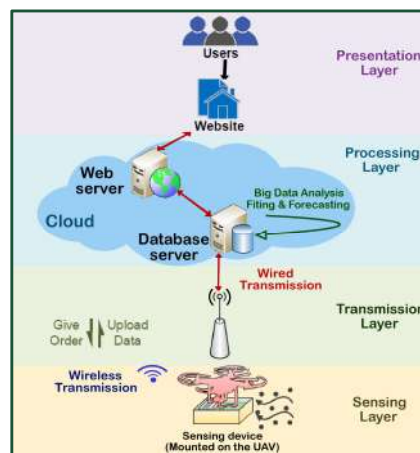 Users
Presentation
Layer
Website
Processing
Layer
Web
server
Big Data Analysis
Fiting & Forecasting
Cloud
Database
server
Wired
Transmission
Transmission
Layer
Give
Order
Upload
Data
Wireless
Transmission
Sensing
Layer
Sensing device
(Mounted on the UAV)